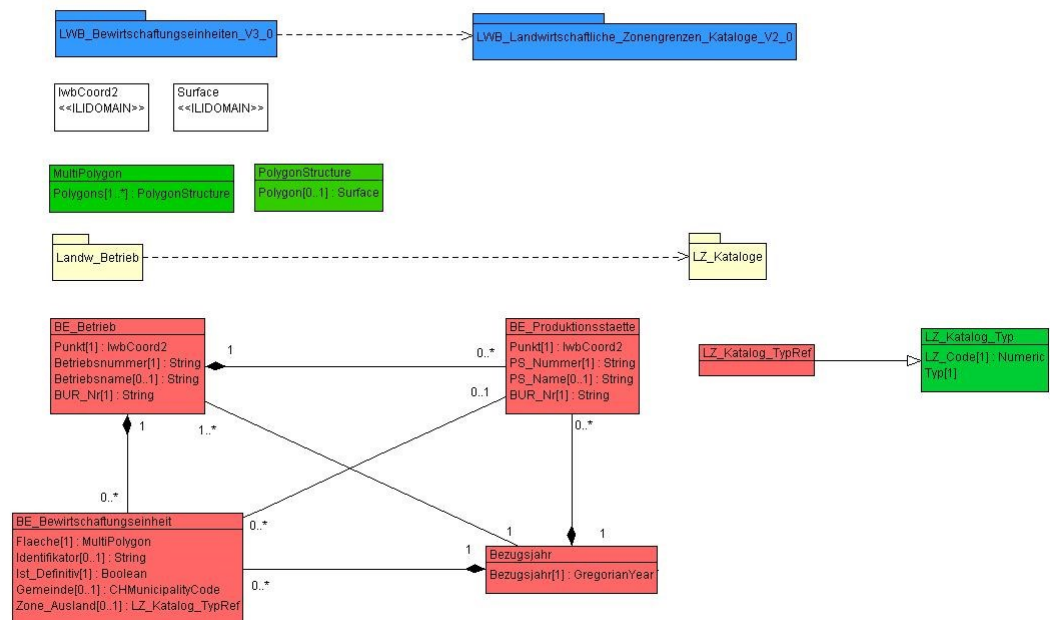 LWB_Bewirtschaftungseinheiten_V3_0
LWB_Landwirtschaftliche_Zonengrenzen_Kataloge_V2_0
lwbCoord2
<<ILIDOMAIN>>
Surface
<<ILIDOMAIN>>
MultiPolygon
Polygons[1..*] : PolygonStructure
PolygonStructure
Polygon[0..1] : Surface
Landw_Betrieb
LZ_Kataloge
BE_Betrieb
Punkt[1] : lwbCoord2
Betriebsnummer[1] : String
Betriebsname[0..1] : String
BUR_Nr[1] : String
1
0..*
BE_Produktionsstaette
Punkt[1] : lwbCoord2
PS_Nummer[1] : String
PS_Name[0..1] : String
BUR_Nr[1] : String
LZ_Katalog_TypRef
LZ_Katalog_Typ
LZ_Code[1] : Numeric
Typ[1]
1
1..*
0..1
0..*
0..*
0..*
1
1
1
0..*
BE_Bewirtschaftungseinheit
Flaeche[1] : MultiPolygon
Identifikator[0..1] : String
Ist_Definitiv[1] : Boolean
Gemeinde[0..1] : CHMunicipalityCode
Zone_Ausland[0..1] : LZ_Katalog_TypRef
Bezugsjahr
Bezugsjahr[1] : GregorianYear